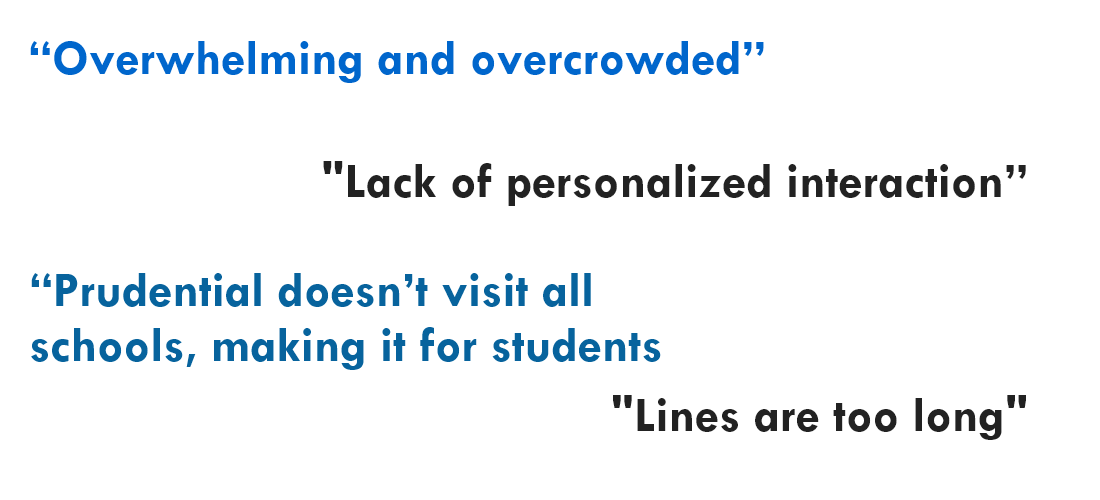 “Overwhelming and overcrowded”
"Lack of personalized interaction”
“Prudential doesn’t visit all
schools, making it for students
"Lines are too long"